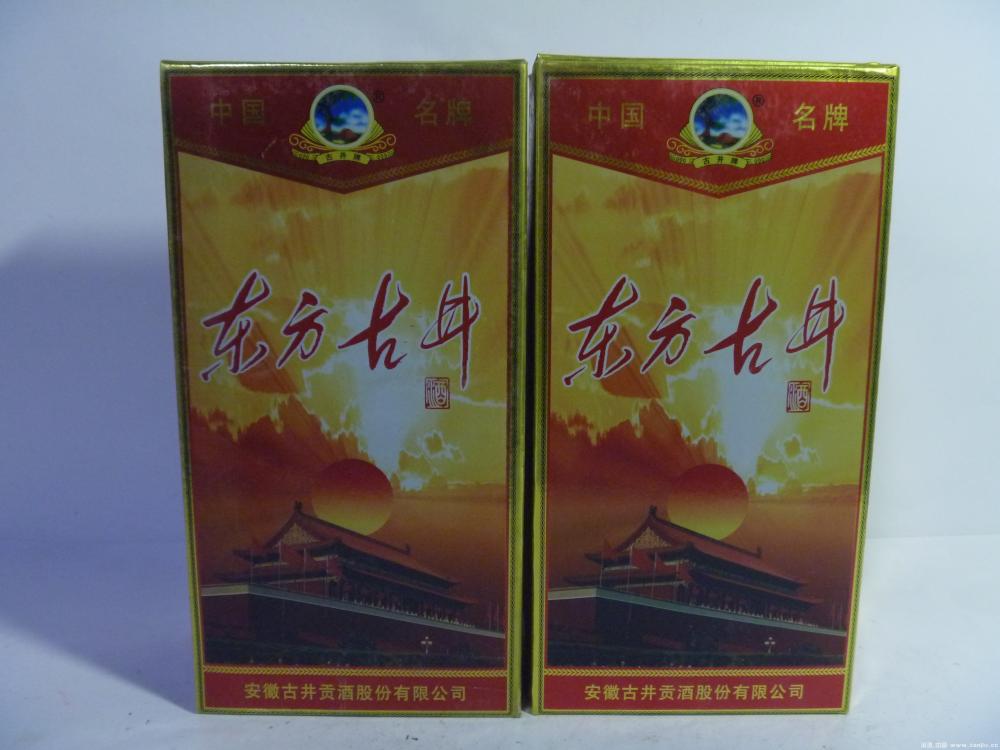 中国 ® 名牌
古井牌
东方古井
酒
安徽古井贡酒股份有限公司
中国 ® 名牌
古井牌
东方古井
酒
安徽古井贡酒股份有限公司